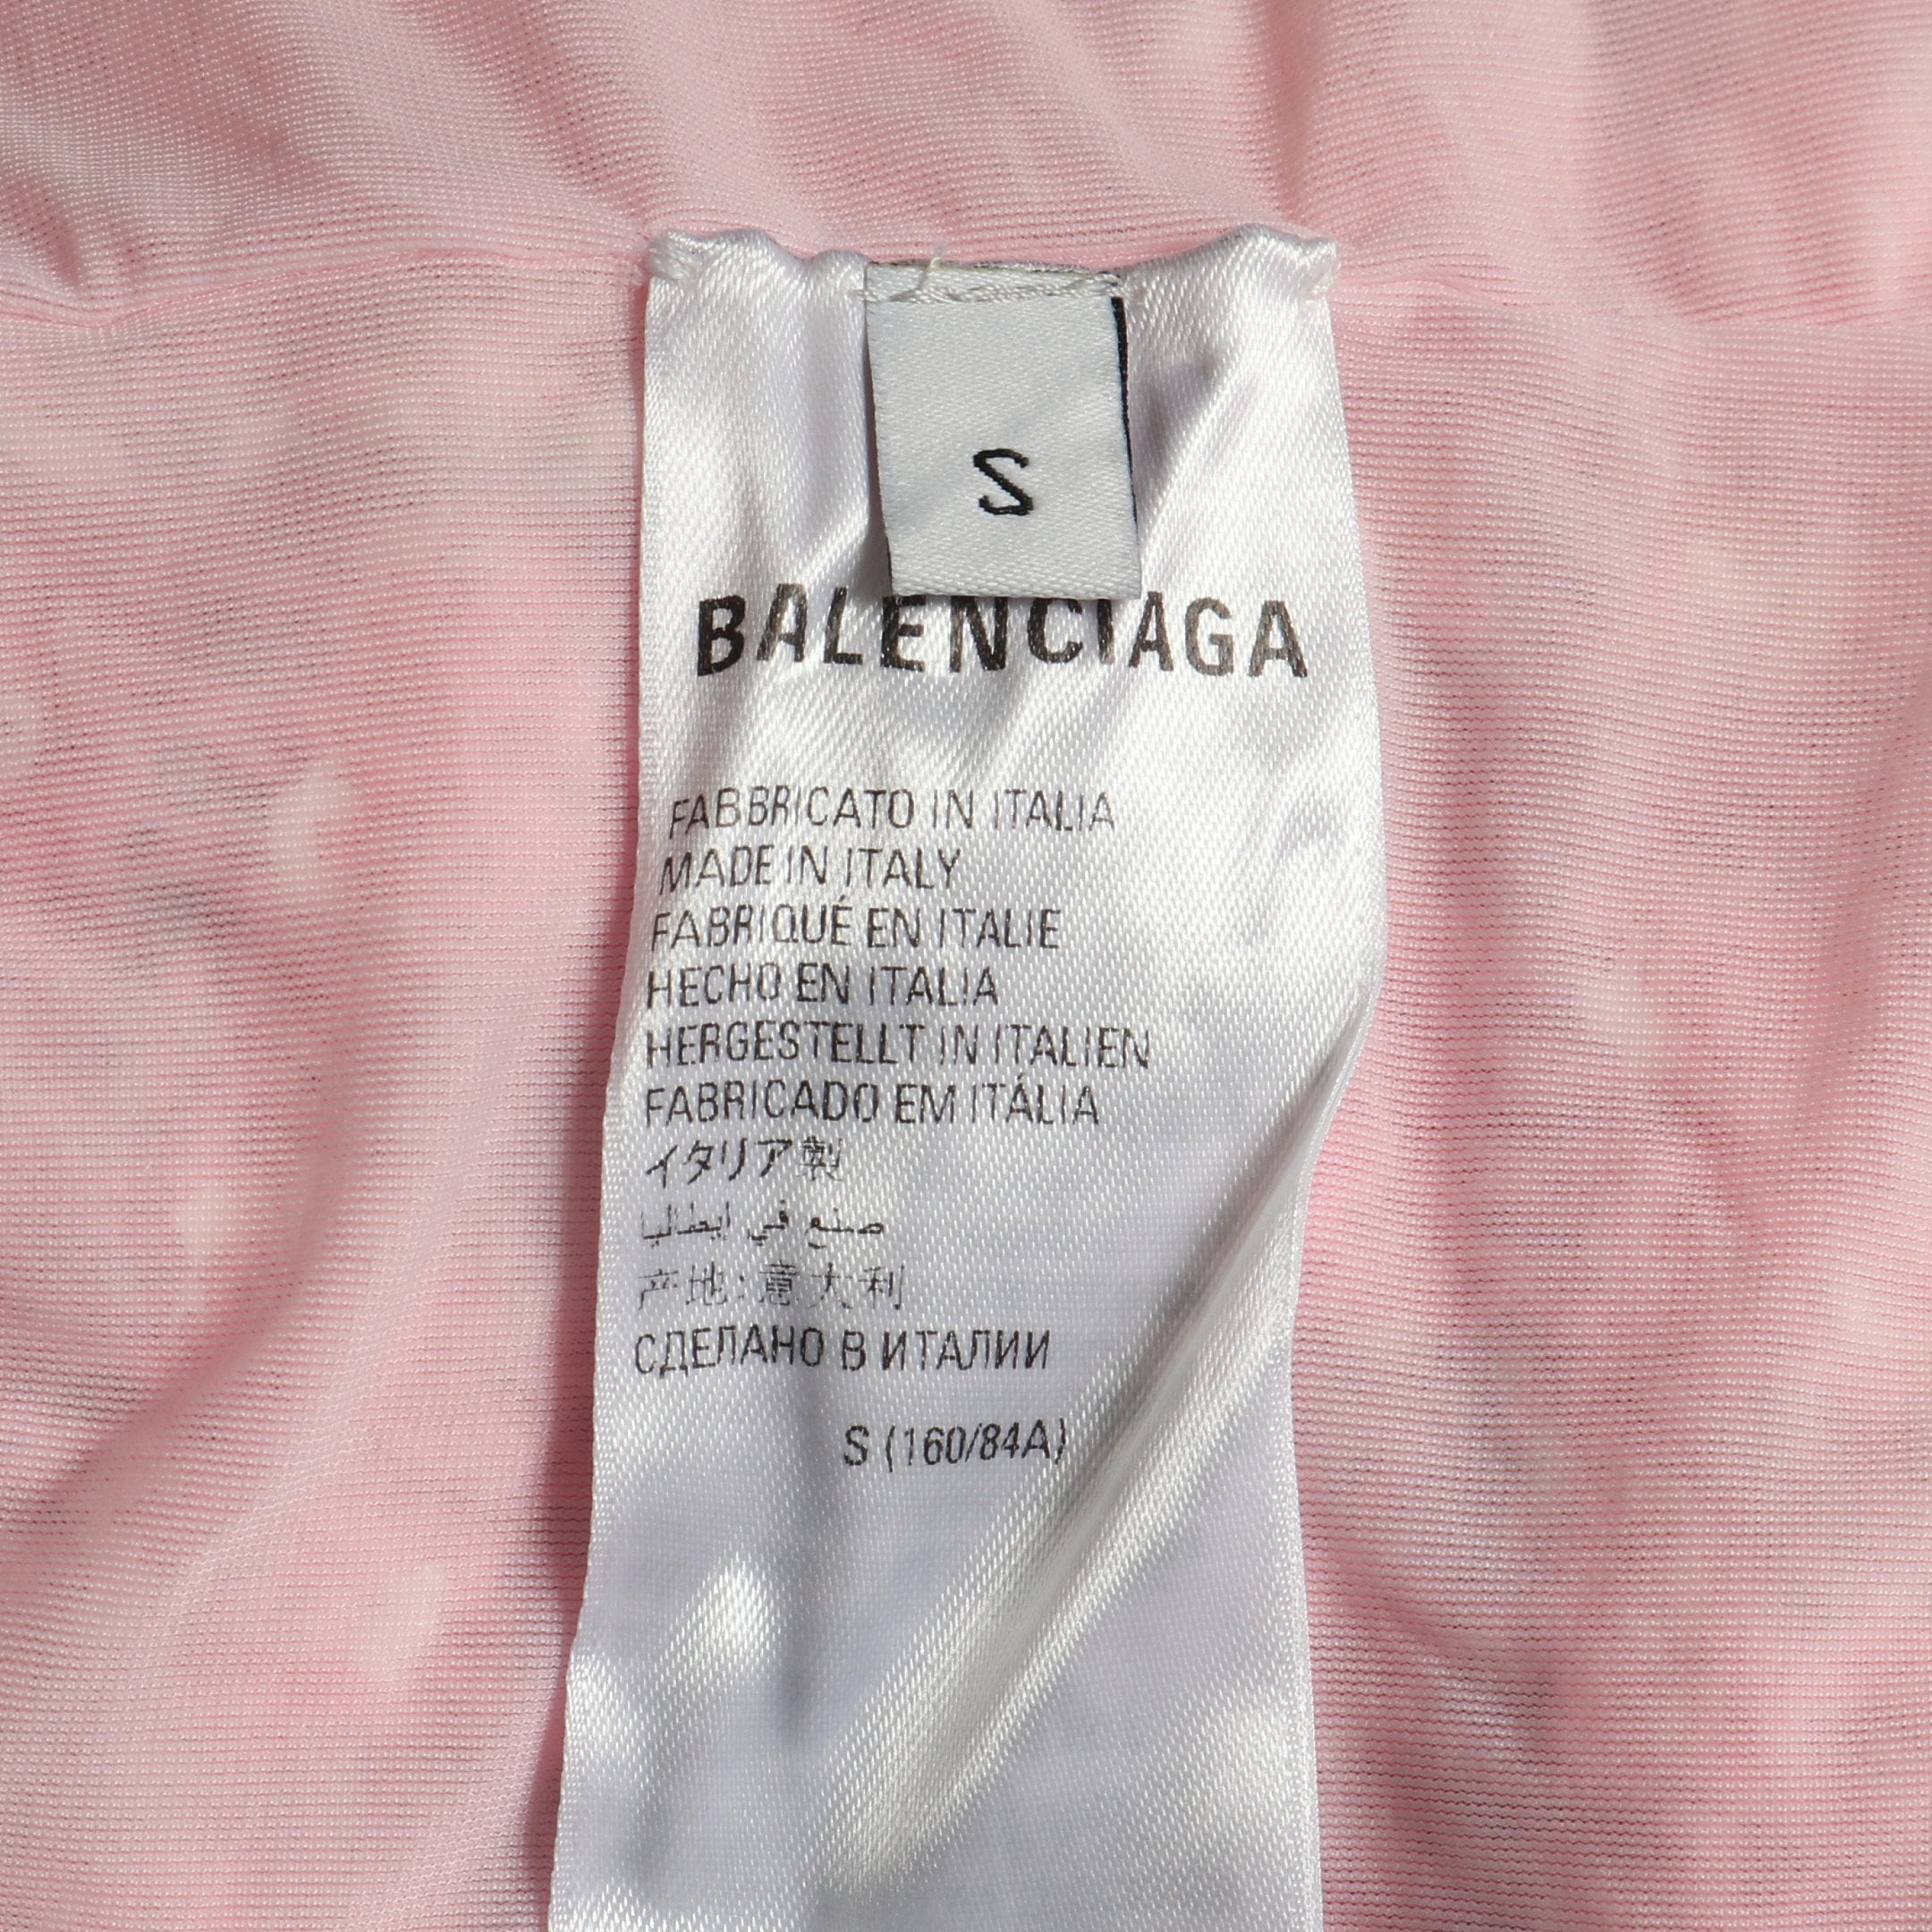 S
BALENCIAGA
FABBRICATO IN ITALIA
MADE IN ITALY
FABRIQUÉ EN ITALIE
HECHO EN ITALIA
HERGESTELLT IN ITALIEN
FABRICADO EM ITÁLIA
イタリア製
صنع في إيطاليا
产地:意大利
СДЕЛАНО В ИТАЛИИ
S (160/84A)